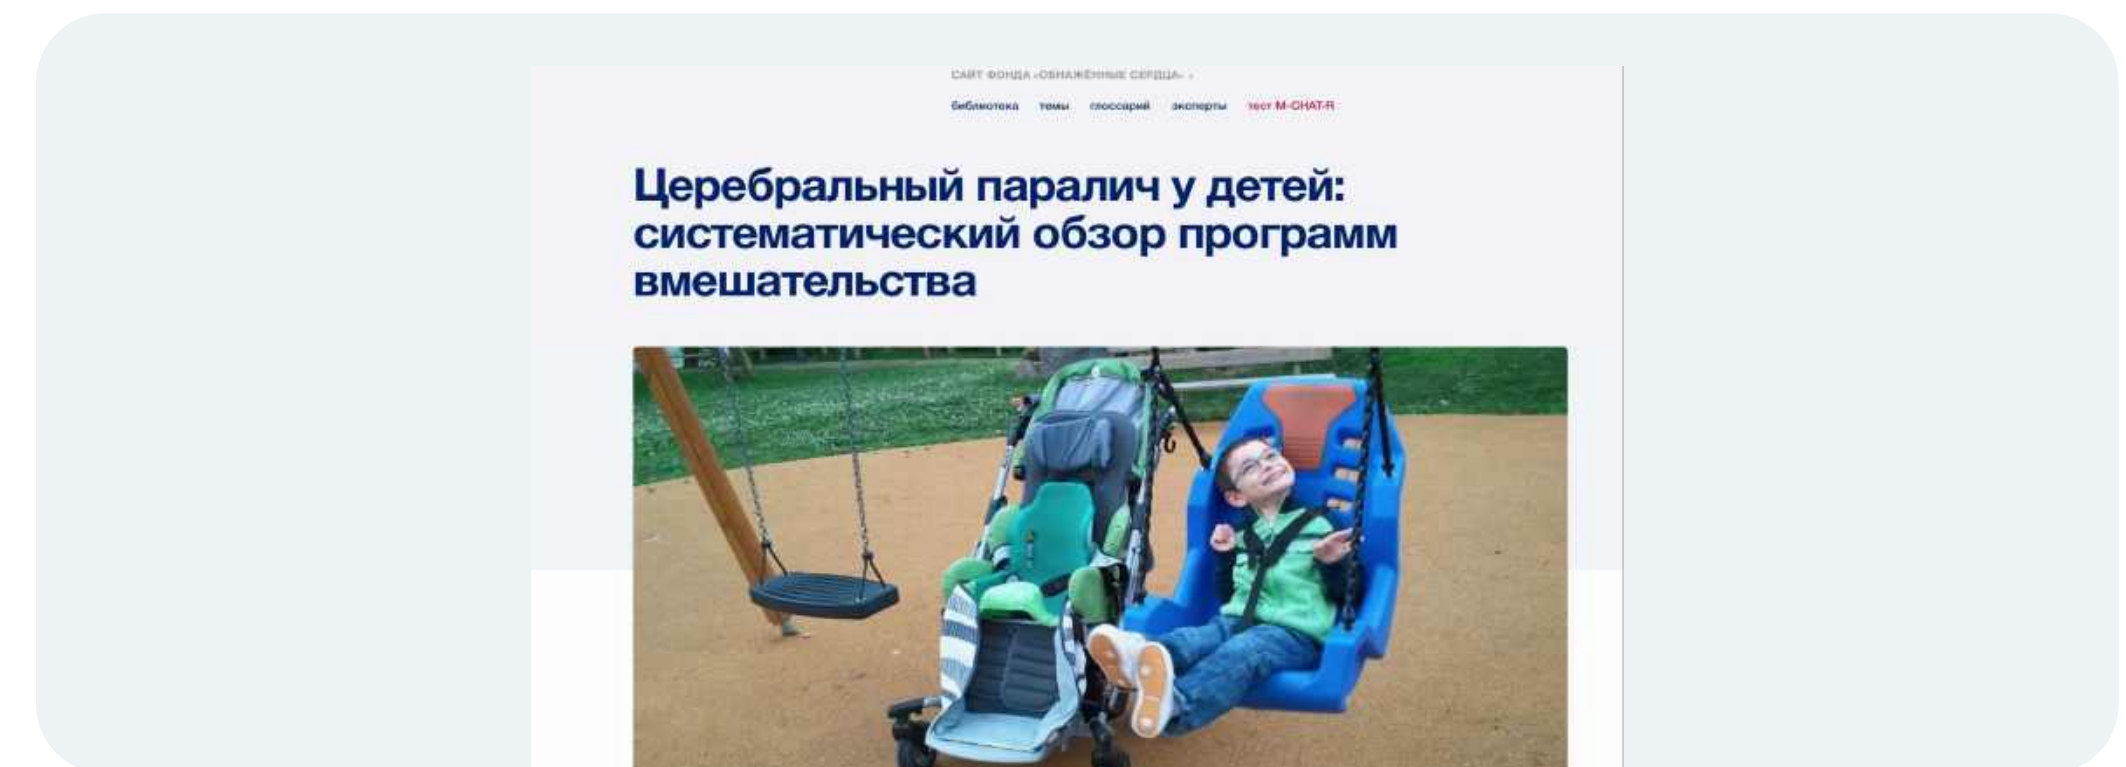 САЙТ ФОНДА «ОБНАЖЁННЫЕ СЕРДЦА»
библиотека темы глоссарий эксперты тест M-CHAT-R
Церебральный паралич у детей:
систематический обзор программ
вмешательства